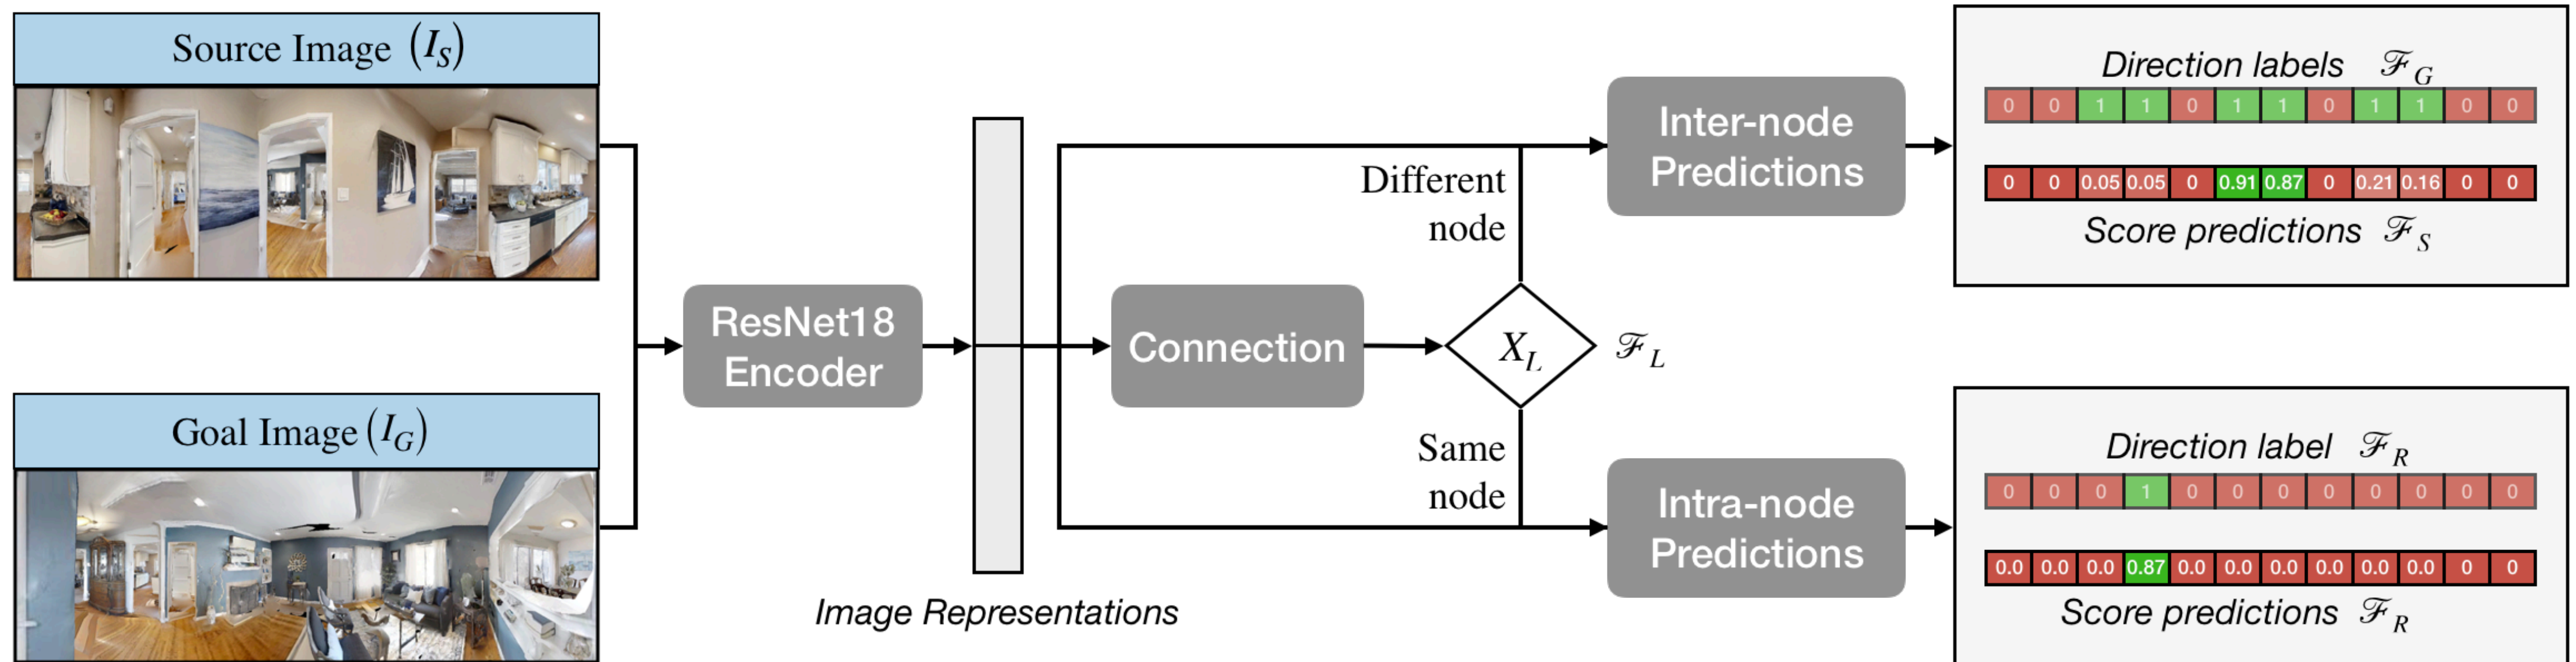 Source Image (I_S)
Goal Image (I_G)
ResNet18
Encoder
Image Representations
Connection
Different
node
X_L
ℱ_L
Same
node
Inter-node
Predictions
Intra-node
Predictions
Direction labels ℱ_G
0 0 1 1 0 1 1 0 1 1 0 0
0 0 0.05 0.05 0 0.91 0.87 0 0.21 0.16 0 0
Score predictions ℱ_S
Direction label ℱ_R
0 0 0 1 0 0 0 0 0 0 0 0
0.0 0.0 0.0 0.87 0.0 0.0 0.0 0.0 0.0 0.0 0 0
Score predictions ℱ_R